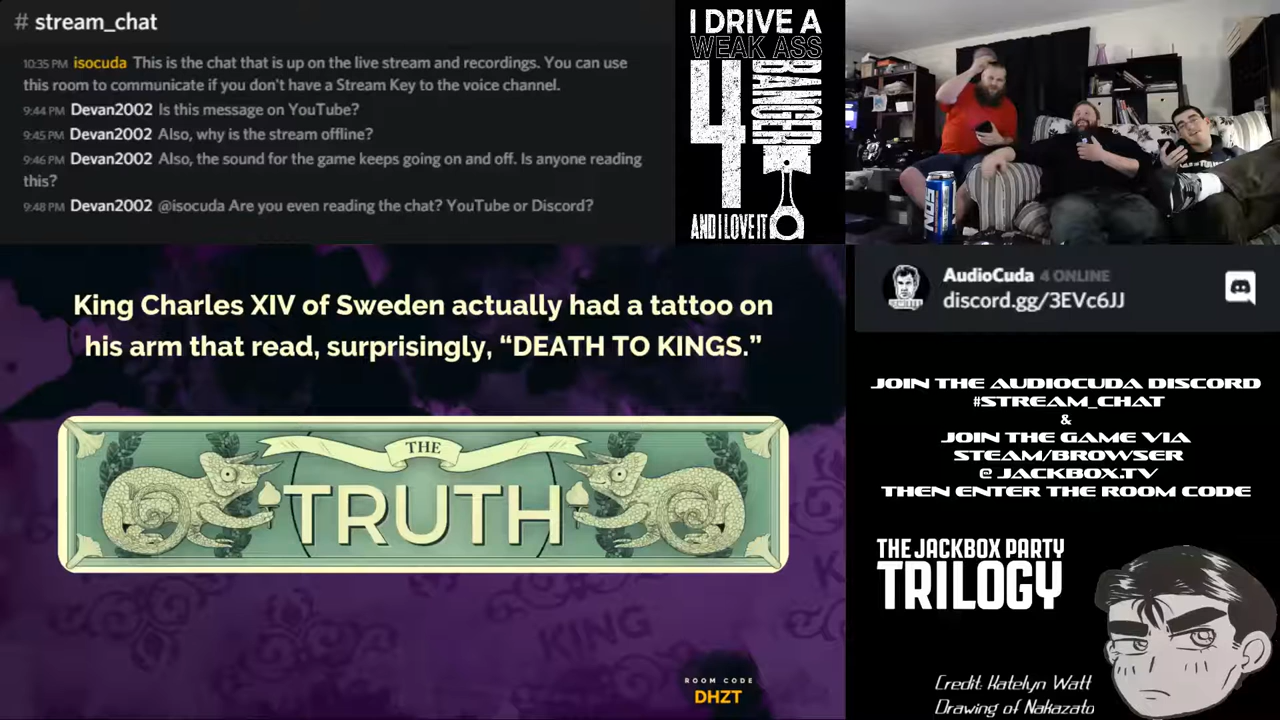 # stream_chat
10:35 PM isocuda This is the chat that is up on the live stream and recordings. You can use
this room to communicate if you don't have a Stream Key to the voice channel.
9:44 PM Devan2002 Is this message on YouTube?
9:45 PM Devan2002 Also, why is the stream offline?
9:46 PM Devan2002 Also, the sound for the game keeps going on and off. Is anyone reading
this?
9:48 PM Devan2002 @isocuda Are you even reading the chat? YouTube or Discord?
I DRIVE A
WEAK ASS
4 BANGER
AND I LOVE IT
NOS
King Charles XIV of Sweden actually had a tattoo on
his arm that read, surprisingly, “DEATH TO KINGS.”
THE
TRUTH
KING
ROOM CODE
DHZT
AudioCuda 4 ONLINE
discord.gg/3EVc6JJ
JOIN THE AUDIOCUDA DISCORD
#STREAM_CHAT
&
JOIN THE GAME VIA
STEAM/BROWSER
@ JACKBOX.TV
THEN ENTER THE ROOM CODE
THE JACKBOX PARTY
TRILOGY
Credit: Katelyn Watt
Drawing of Nakazato